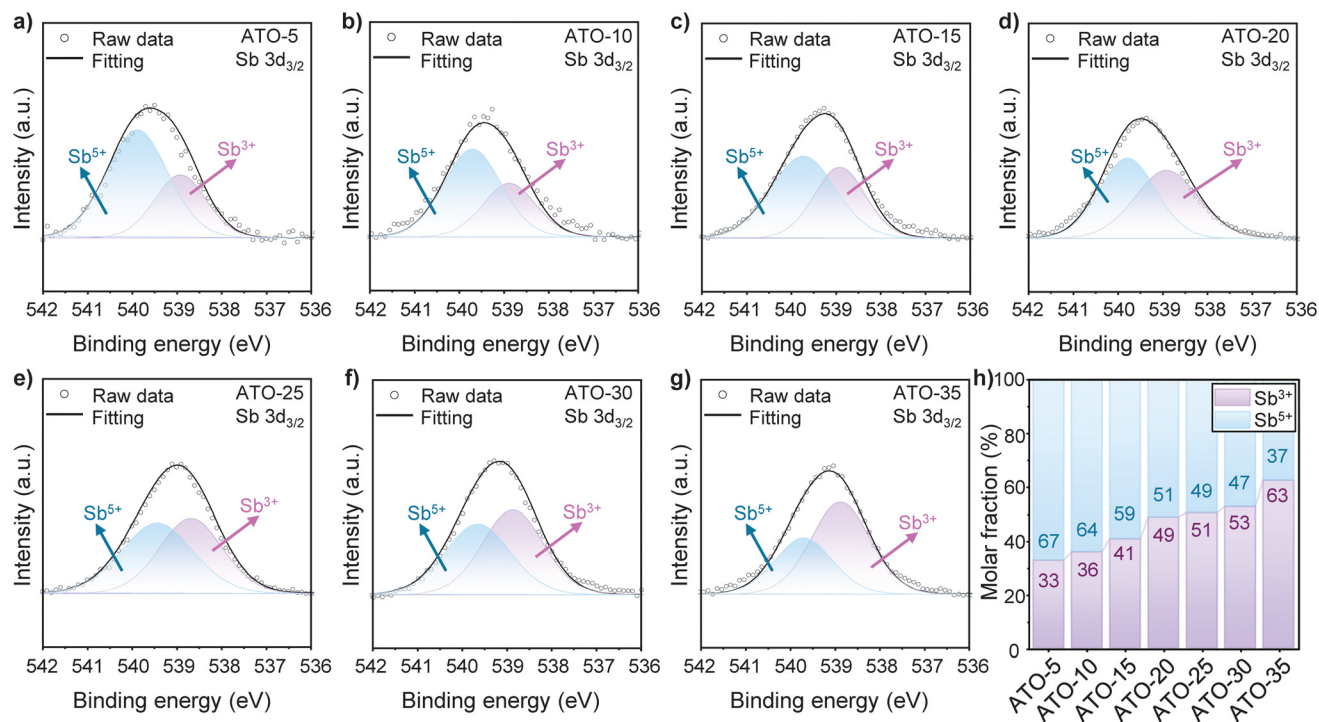 a)
Raw data
ATO-5
Fitting
Sb 3d3/2
Sb5+
Sb3+
Intensity (a.u.)
542 541 540 539 538 537 536
Binding energy (eV)
b)
Raw data
ATO-10
Fitting
Sb 3d3/2
Sb5+
Sb3+
Intensity (a.u.)
542 541 540 539 538 537 536
Binding energy (eV)
c)
Raw data
ATO-15
Fitting
Sb 3d3/2
Sb5+
Sb3+
Intensity (a.u.)
542 541 540 539 538 537 536
Binding energy (eV)
d)
Raw data
ATO-20
Fitting
Sb 3d3/2
Sb5+
Sb3+
Intensity (a.u.)
542 541 540 539 538 537 536
Binding energy (eV)
e)
Raw data
ATO-25
Fitting
Sb 3d3/2
Sb5+
Sb3+
Intensity (a.u.)
542 541 540 539 538 537 536
Binding energy (eV)
f)
Raw data
ATO-30
Fitting
Sb 3d3/2
Sb5+
Sb3+
Intensity (a.u.)
542 541 540 539 538 537 536
Binding energy (eV)
g)
Raw data
ATO-35
Fitting
Sb 3d3/2
Sb5+
Sb3+
Intensity (a.u.)
542 541 540 539 538 537 536
Binding energy (eV)
h)
Sb3+
Sb5+
Molar fraction (%)
100
80
60
40
20
0
67 64 59 51 49 47 37
33 36 41 49 51 53 63
ATO-5 ATO-10 ATO-15 ATO-20 ATO-25 ATO-30 ATO-35